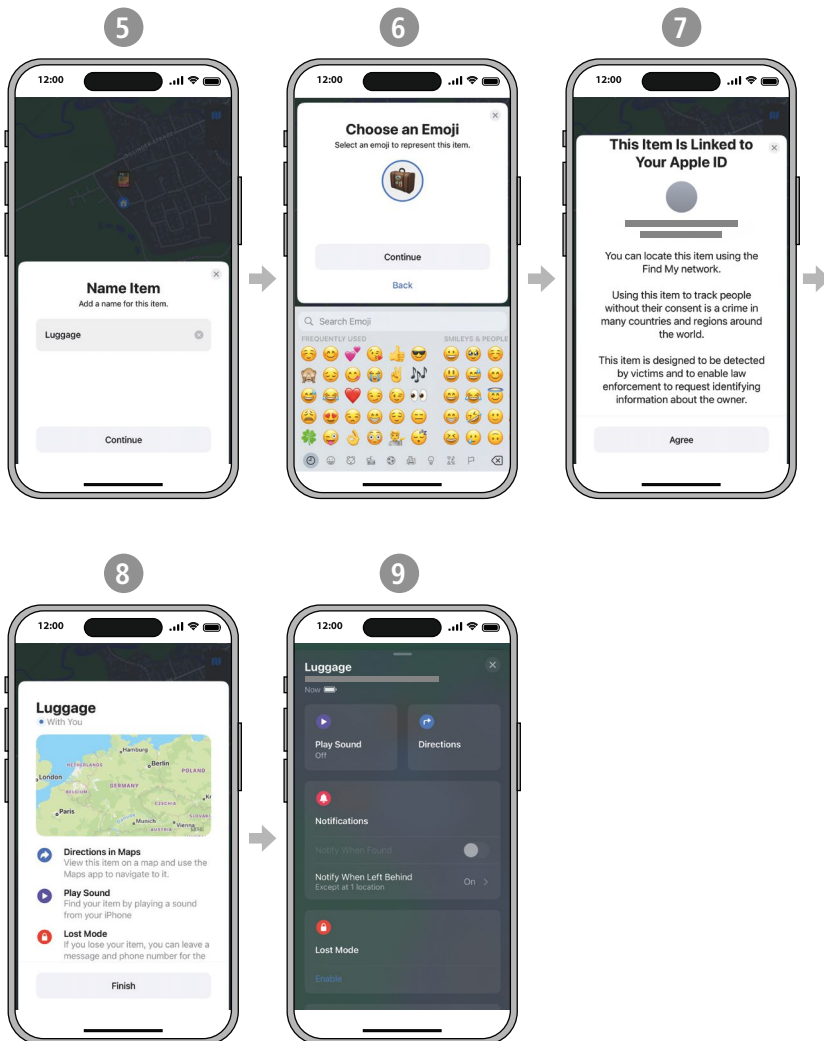 5
6
7
12:00
Name Item
Add a name for this item.
Luggage
Continue
12:00
Choose an Emoji
Select an emoji to represent this item.
Continue
Back
Search Emoji
FREQUENTLY USED
SMILEYS & PEOPLE
12:00
This Item Is Linked to
Your Apple ID
You can locate this item using the
Find My network.
Using this item to track people
without their consent is a crime in
many countries and regions around
the world.
This item is designed to be detected
by victims and to enable law
enforcement to request identifying
information about the owner.
Agree
8
9
12:00
Luggage
With You
Hamburg
NETHERLANDS
Berlin
POLAND
London
BELGIUM
GERMANY
CZECHIA
Paris
Munich
Vienna
AUSTRIA
Directions in Maps
View this item on a map and use the
Maps app to navigate to it.
Play Sound
Find your item by playing a sound
from your iPhone
Lost Mode
If you lose your item, you can leave a
message and phone number for the
Finish
12:00
Luggage
Now
Play Sound
Off
Directions
Notifications
Notify When Found
Notify When Left Behind
Except at 1 location
On
Lost Mode
Enable